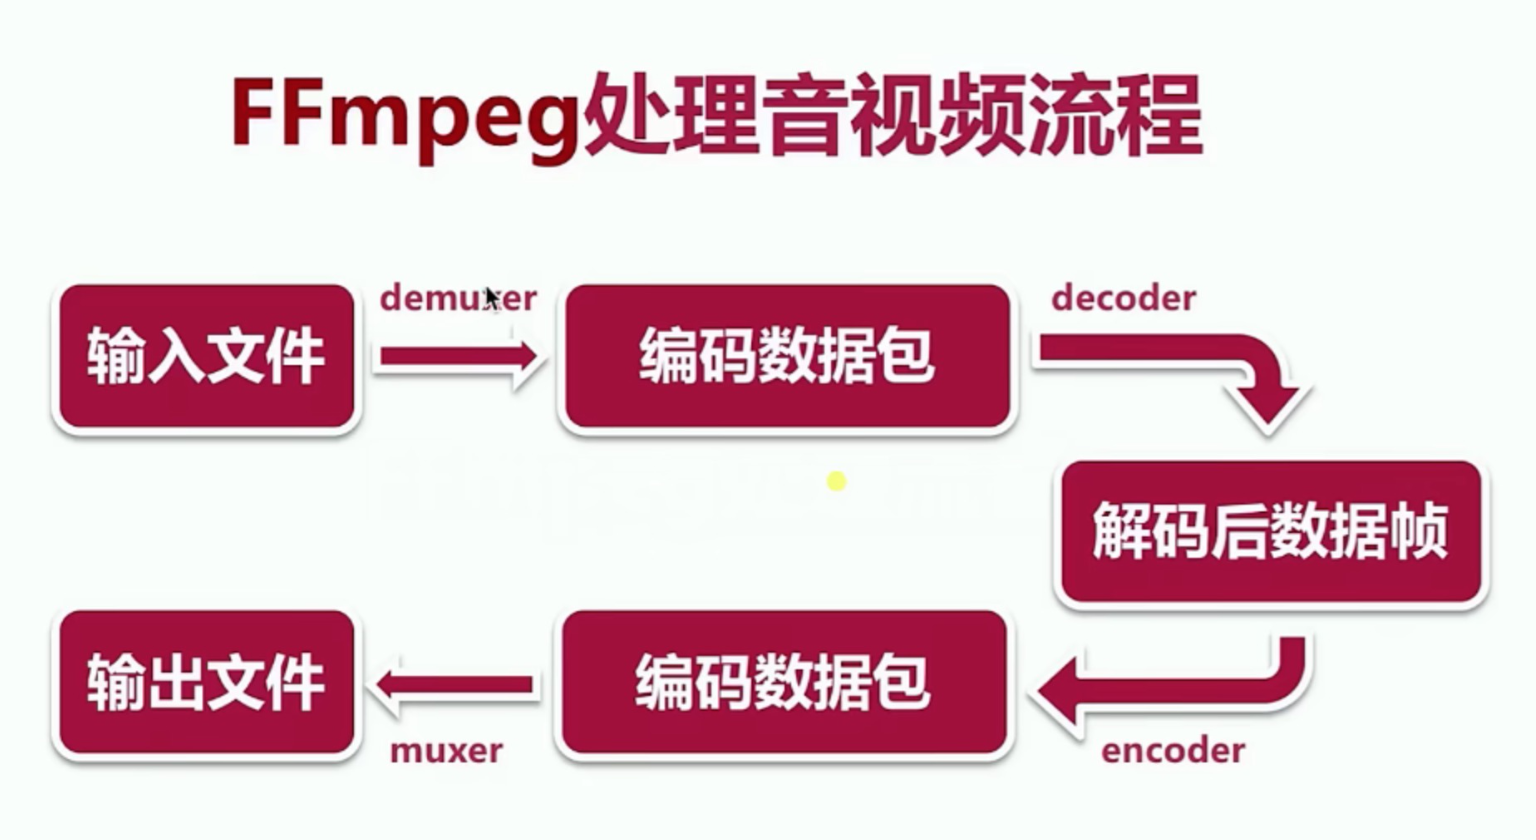 FFmpeg处理音视频流程
输入文件
demuxer
编码数据包
decoder
解码后数据帧
encoder
编码数据包
muxer
输出文件